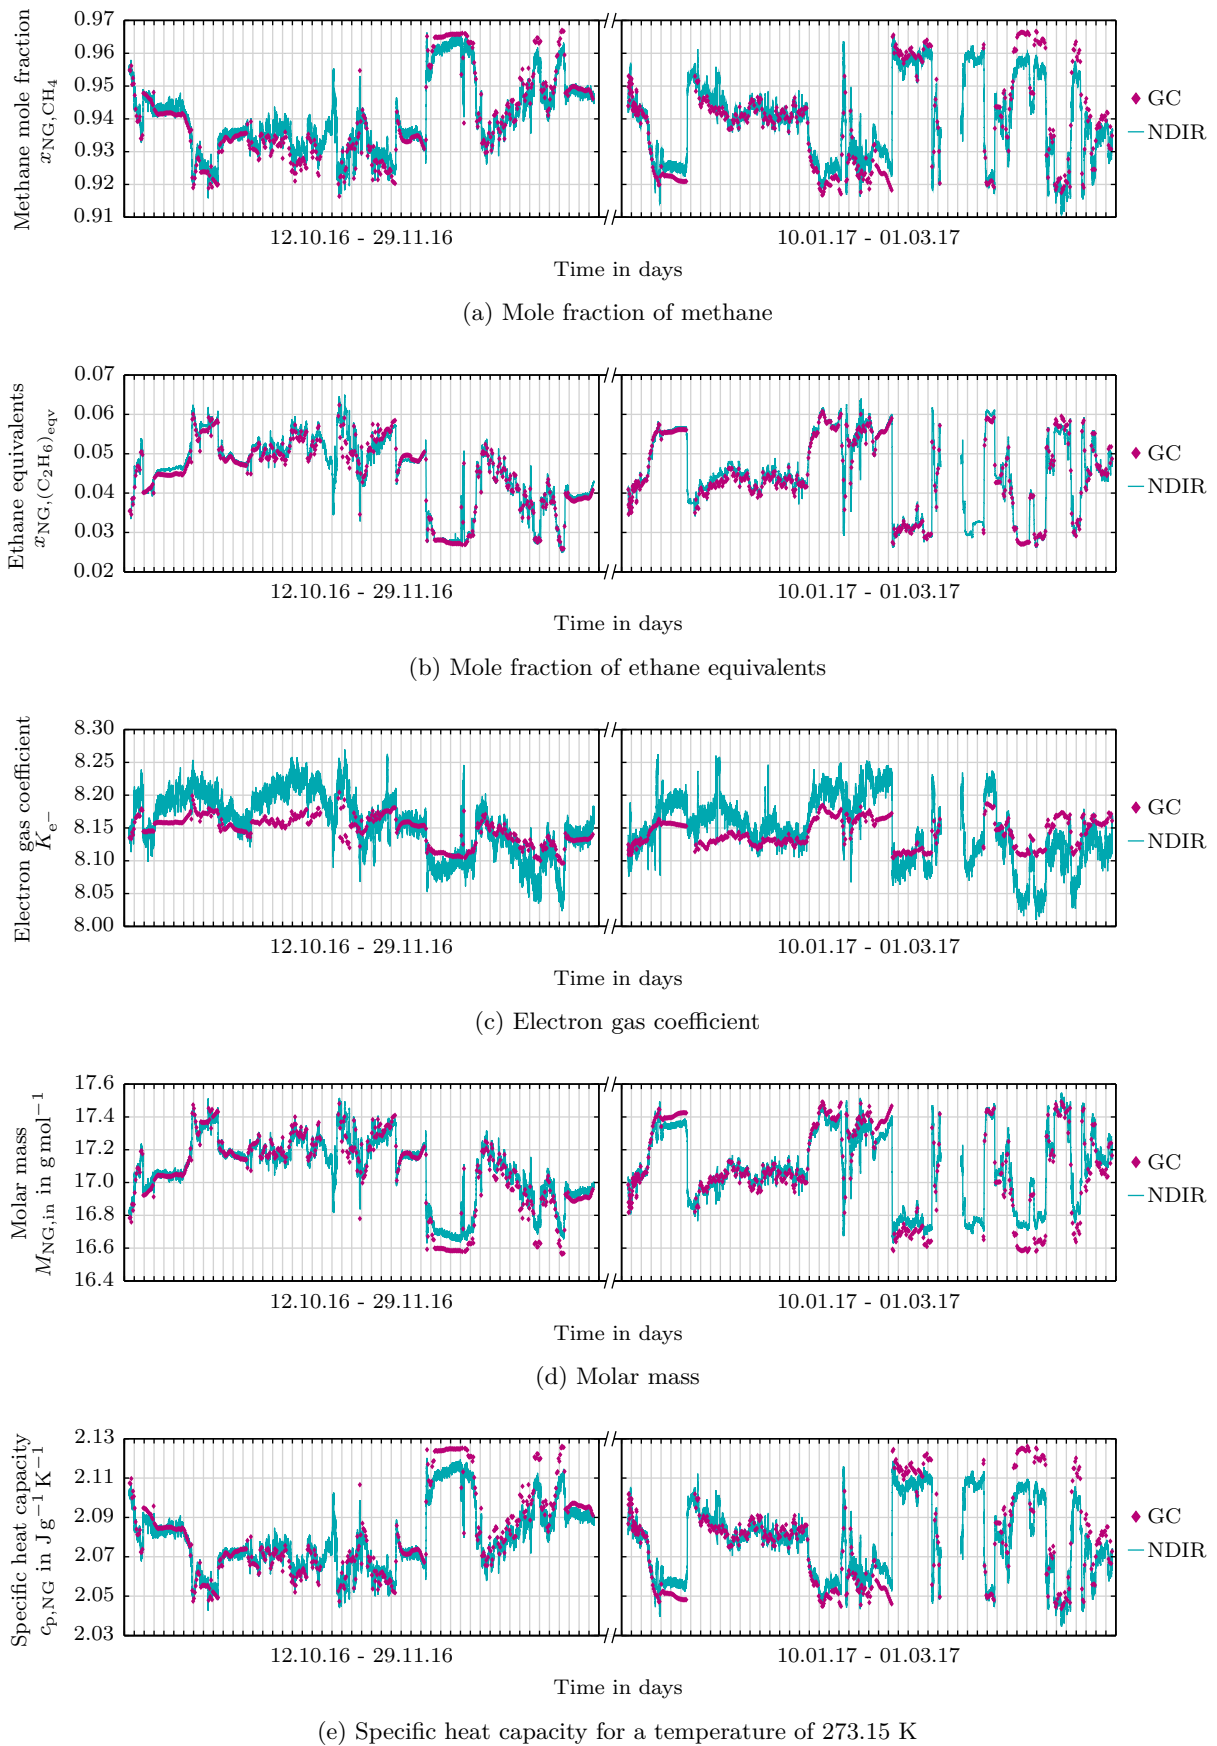 Methane mole fraction
x_NG,CH₄
0.97
0.96
0.95
0.94
0.93
0.92
0.91
12.10.16 - 29.11.16
10.01.17 - 01.03.17
Time in days
GC
NDIR
(a) Mole fraction of methane
Ethane equivalents
x_NG,(C₂H₆)eqv
0.07
0.06
0.05
0.04
0.03
0.02
12.10.16 - 29.11.16
10.01.17 - 01.03.17
Time in days
GC
NDIR
(b) Mole fraction of ethane equivalents
Electron gas coefficient
K_e⁻
8.30
8.25
8.20
8.15
8.10
8.05
8.00
12.10.16 - 29.11.16
10.01.17 - 01.03.17
Time in days
GC
NDIR
(c) Electron gas coefficient
Molar mass
M_NG,in in g mol⁻¹
17.6
17.4
17.2
17.0
16.8
16.6
16.4
12.10.16 - 29.11.16
10.01.17 - 01.03.17
Time in days
GC
NDIR
(d) Molar mass
Specific heat capacity
c_p,NG in J g⁻¹ K⁻¹
2.13
2.11
2.09
2.07
2.05
2.03
12.10.16 - 29.11.16
10.01.17 - 01.03.17
Time in days
GC
NDIR
(e) Specific heat capacity for a temperature of 273.15 K